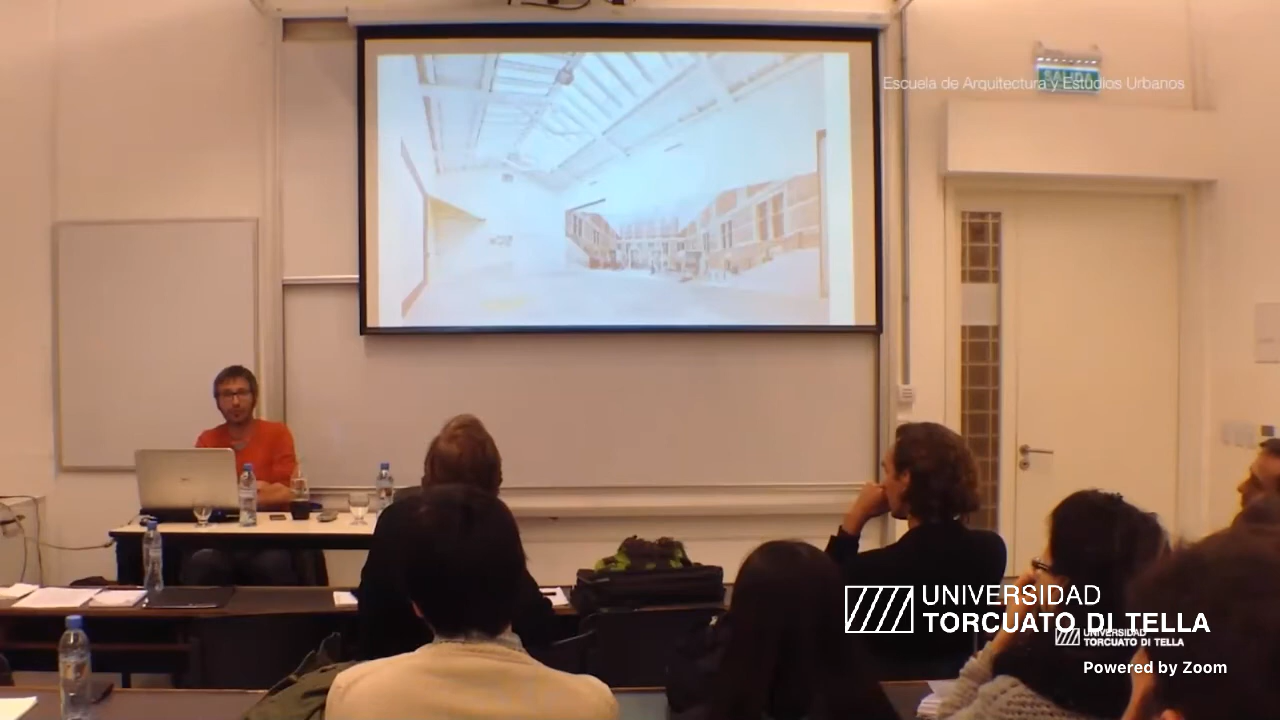 Escuela de Arquitectura y Estudios Urbanos
SALIDA
UNIVERSIDAD
TORCUATO DI TELLA
UNIVERSIDAD
TORCUATO DI TELLA
Powered by Zoom